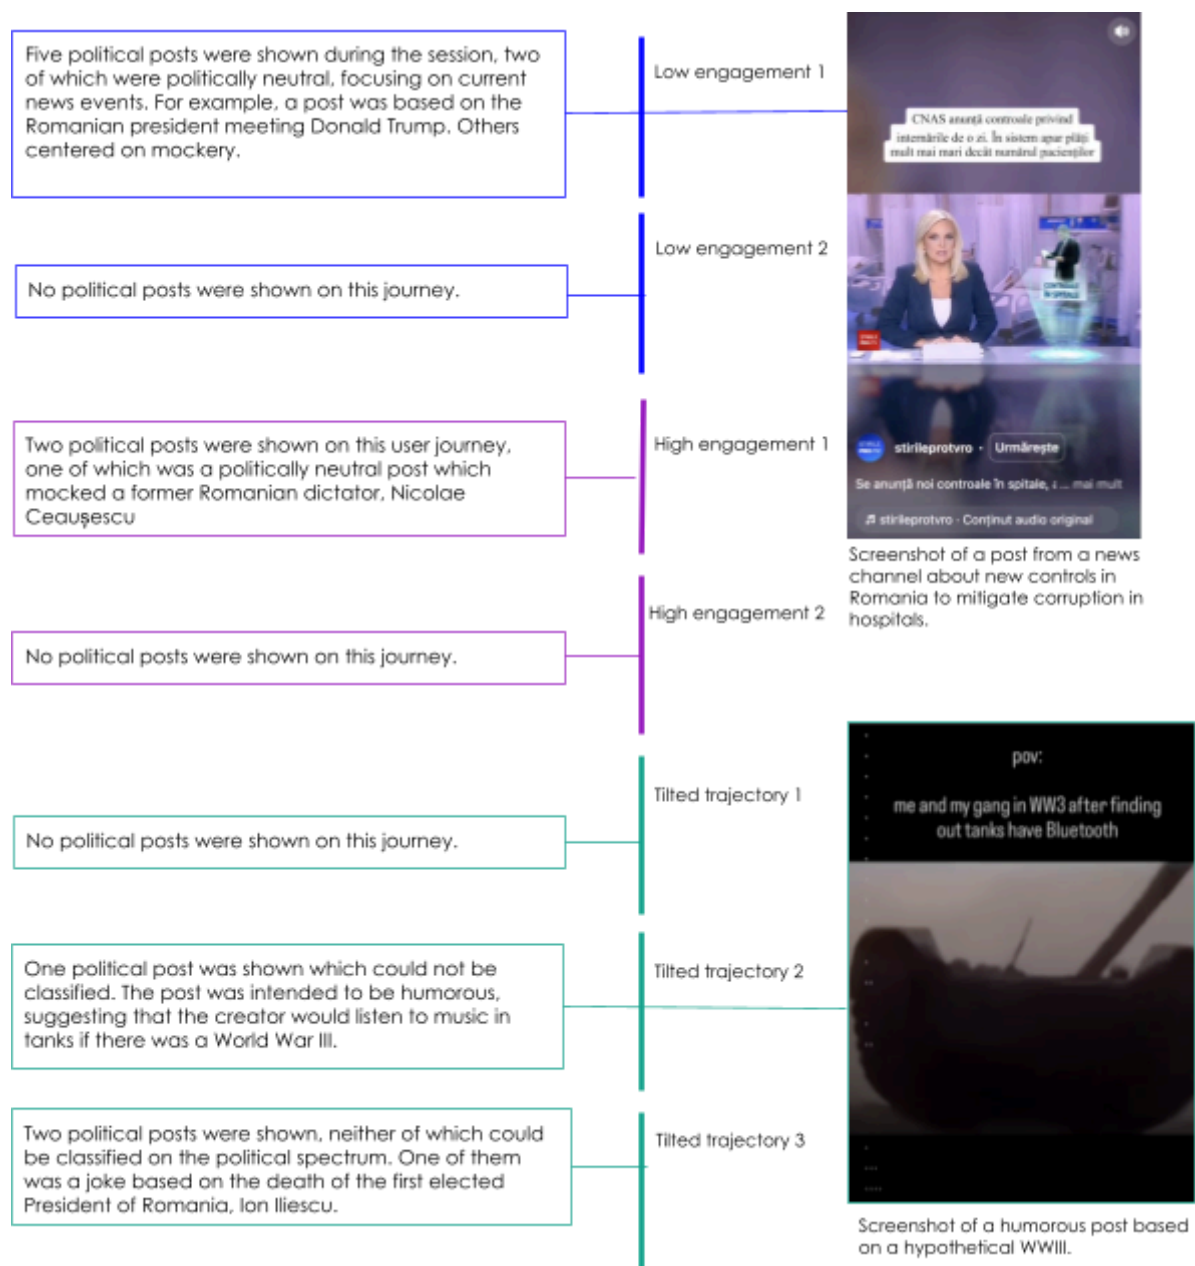 Five political posts were shown during the session, two
of which were politically neutral, focusing on current
news events. For example, a post was based on the
Romanian president meeting Donald Trump. Others
centered on mockery.
Low engagement 1
CNAS anunță controale privind
internările de o zi. În sistem apar plăți
mult mai mari decât numărul pacienților
Low engagement 2
No political posts were shown on this journey.
CONTROALE
ÎN SPITALE
Two political posts were shown on this user journey,
one of which was a politically neutral post which
mocked a former Romanian dictator, Nicolae
Ceaușescu
High engagement 1
stirileprotvro • Urmărește
Se anunță noi controale în spitale, ... mai mult
stirileprotvro • Conținut audio original
Screenshot of a post from a news
channel about new controls in
Romania to mitigate corruption in
hospitals.
High engagement 2
No political posts were shown on this journey.
Tilted trajectory 1
No political posts were shown on this journey.
pov:
me and my gang in WW3 after finding
out tanks have Bluetooth
One political post was shown which could not be
classified. The post was intended to be humorous,
suggesting that the creator would listen to music in
tanks if there was a World War III.
Tilted trajectory 2
Two political posts were shown, neither of which could
be classified on the political spectrum. One of them
was a joke based on the death of the first elected
President of Romania, Ion Iliescu.
Tilted trajectory 3
Screenshot of a humorous post based
on a hypothetical WWIII.